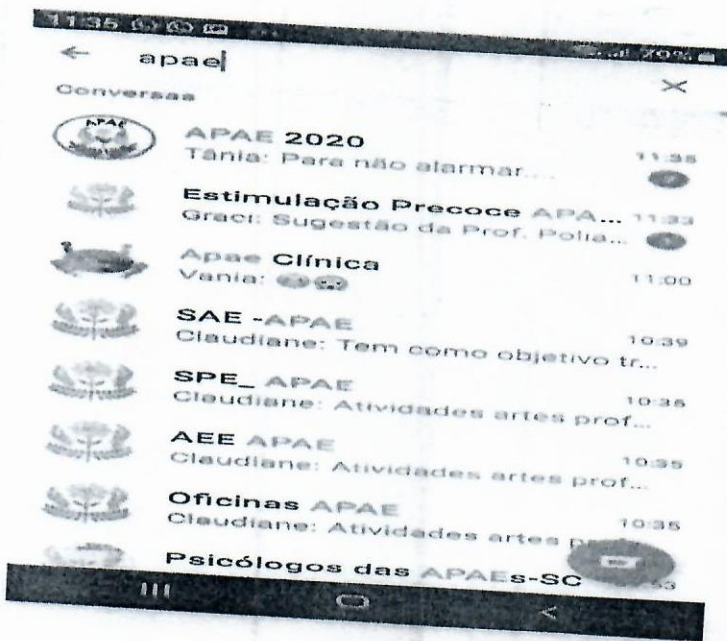 11:35
20%
apae
Conversas
APAE
APAE 2020
11:35
Tânia: Para não alarmar....
Estimulação Precoce APA...
11:33
Graci: Sugestão da Prof. Polia...
Apae Clínica
Vania:
11:00
SAE -APAE
10:39
Claudiane: Tem como objetivo tr...
SPE_ APAE
10:35
Claudiane: Atividades artes prof...
AEE APAE
10:35
Claudiane: Atividades artes prof...
Oficinas APAE
10:35
Claudiane: Atividades artes
Psicólogos das APAEs-SC